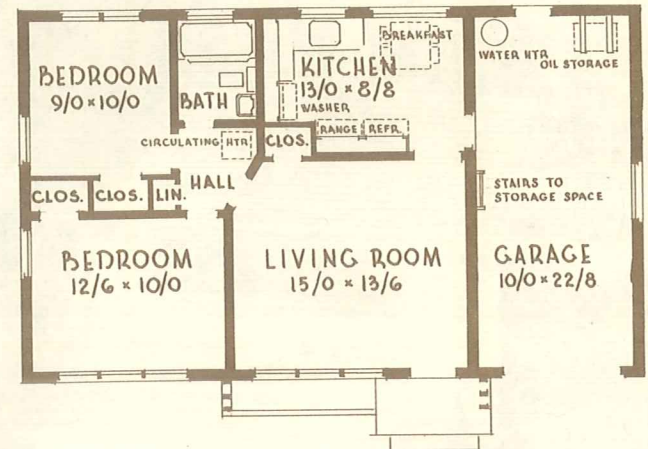 BEDROOM
9/0 × 10/0
BATH
KITCHEN
13/0 × 8/8
WASHER
BREAKFAST
WATER HTR
OIL STORAGE
CIRCULATING HTR
CLOS.
RANGE
REFR.
CLOS.
CLOS.
LIN.
HALL
STAIRS TO
STORAGE SPACE
BEDROOM
12/6 × 10/0
LIVING ROOM
15/0 × 13/6
GARAGE
10/0 × 22/8